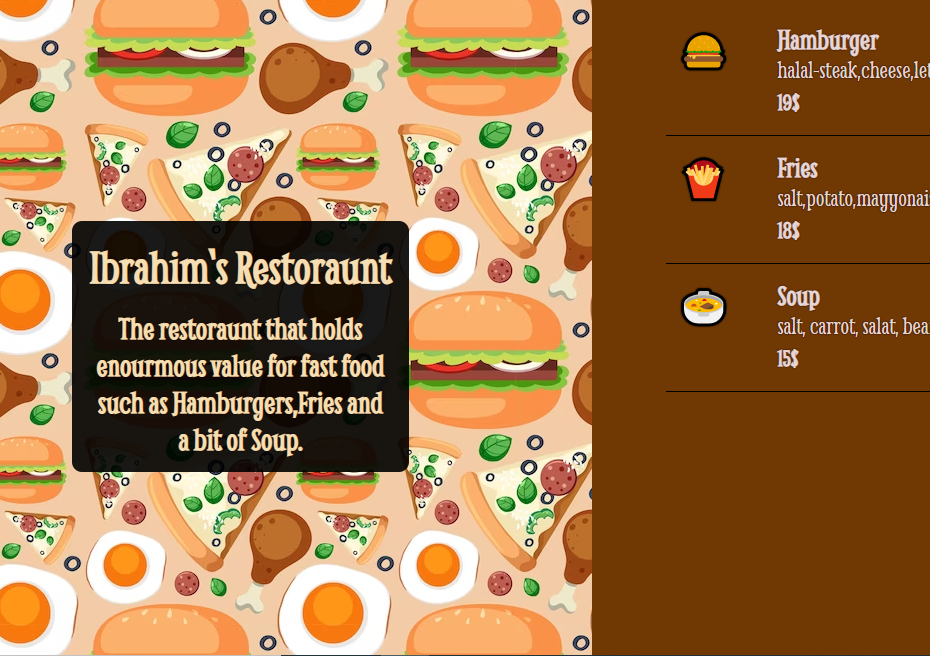 Ibrahim's Restoraunt
The restoraunt that holds
enourmous value for fast food
such as Hamburgers,Fries and
a bit of Soup.
Hamburger
halal-steak,cheese,let
19$
Fries
salt,potato,mayyonai
18$
Soup
salt, carrot, salat, bea
15$